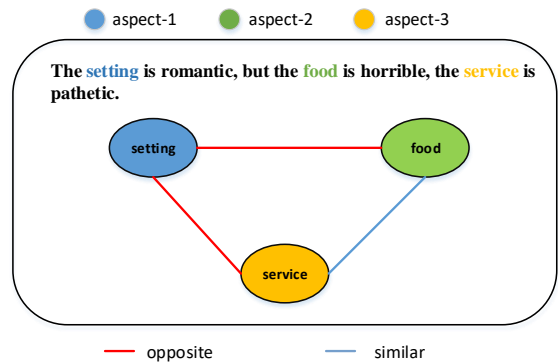 aspect-1 aspect-2 aspect-3
The setting is romantic, but the food is horrible, the service is
pathetic.
setting food
service
opposite similar